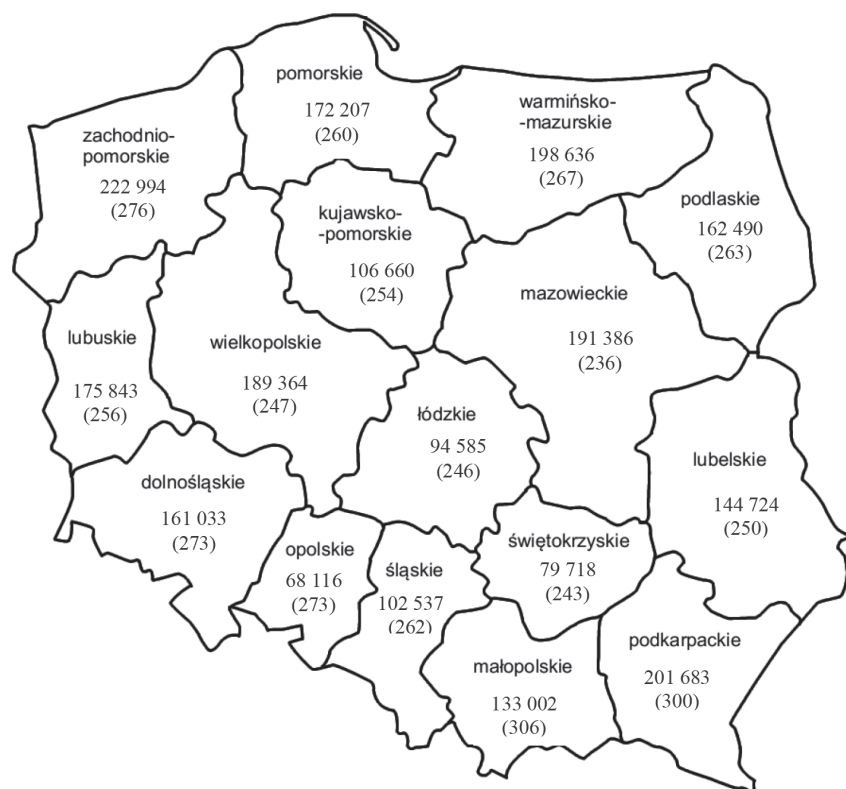 pomorskie
172 207
(260)
warmińsko-
-mazurskie
198 636
(267)
zachodnio-
pomorskie
222 994
(276)
podlaskie
162 490
(263)
kujawsko-
-pomorskie
106 660
(254)
mazowieckie
191 386
(236)
lubuskie
175 843
(256)
wielkopolskie
189 364
(247)
łódzkie
94 585
(246)
lubelskie
144 724
(250)
dolnośląskie
161 033
(273)
opolskie
68 116
(273)
śląskie
102 537
(262)
świętokrzyskie
79 718
(243)
małopolskie
133 002
(306)
podkarpackie
201 683
(300)